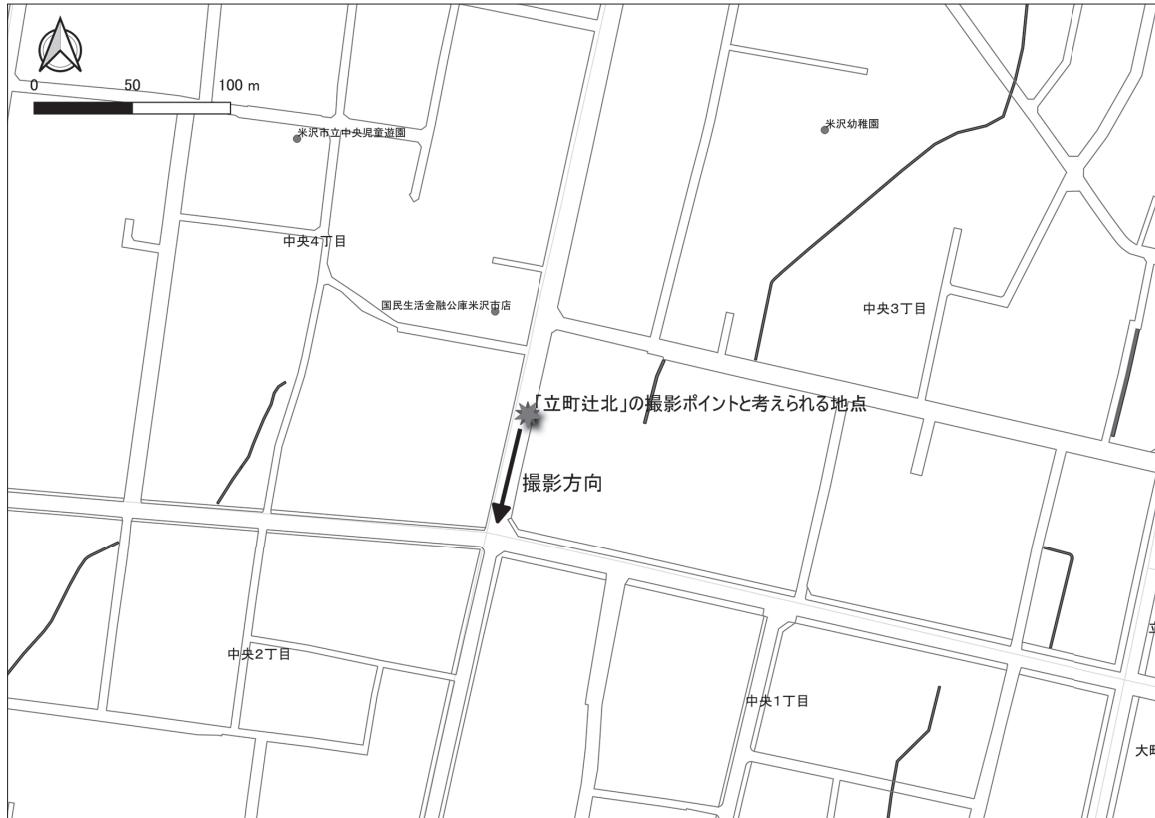 0 50 100 m
米沢市立中央児童遊園
米沢幼稚園
中央4丁目
国民生活金融公庫米沢市店
中央3丁目
「立町辻北」の撮影ポイントと考えられる地点
撮影方向
中央2丁目
中央1丁目
立
大町